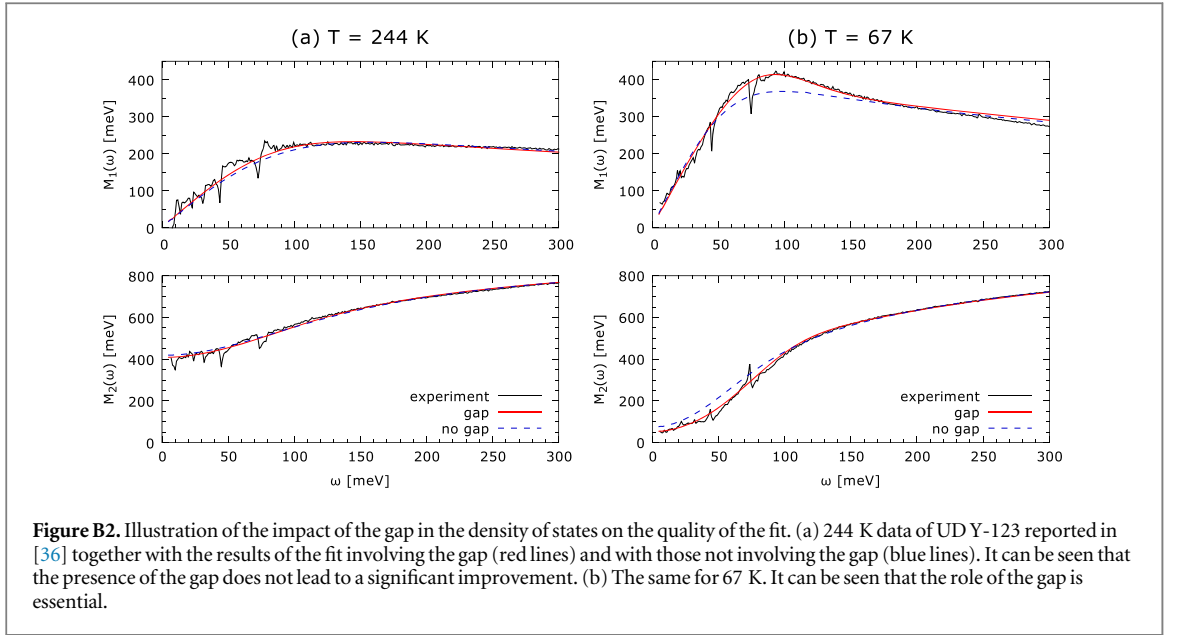 (a) T = 244 K
(b) T = 67 K
400
300
200
100
0
M1(ω) [meV]
0 50 100 150 200 250 300
400
300
200
100
0
M1(ω) [meV]
0 50 100 150 200 250 300
800
600
400
200
0
M2(ω) [meV]
experiment
gap
no gap
0 50 100 150 200 250 300
ω [meV]
800
600
400
200
0
M2(ω) [meV]
experiment
gap
no gap
0 50 100 150 200 250 300
ω [meV]
Figure B2. Illustration of the impact of the gap in the density of states on the quality of the fit. (a) 244 K data of UD Y-123 reported in
[36] together with the results of the fit involving the gap (red lines) and with those not involving the gap (blue lines). It can be seen that
the presence of the gap does not lead to a significant improvement. (b) The same for 67 K. It can be seen that the role of the gap is
essential.